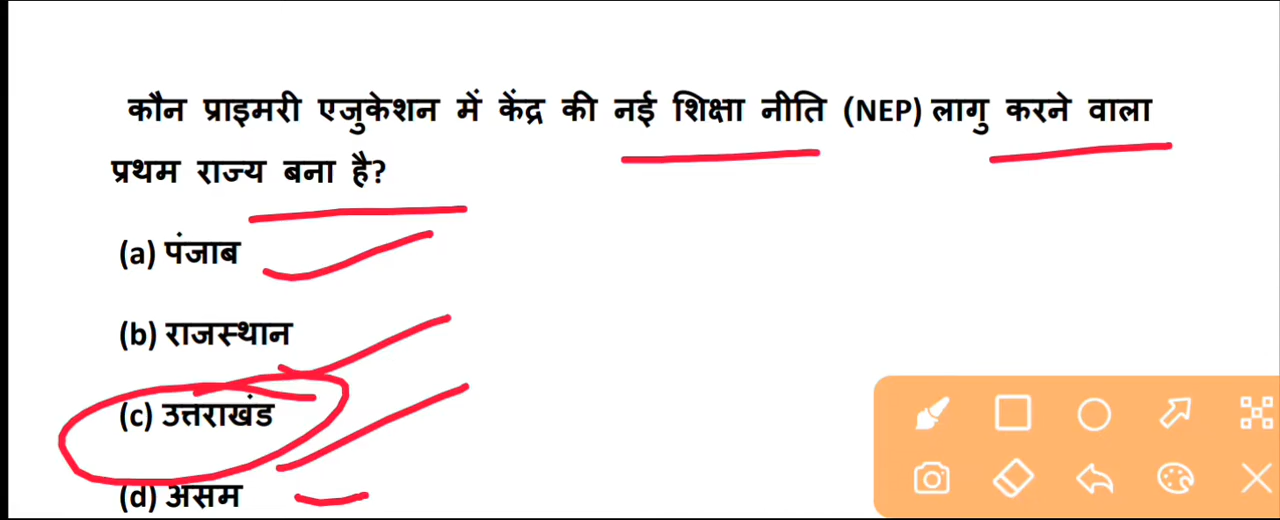 कौन प्राइमरी एजुकेशन में केंद्र की नई शिक्षा नीति (NEP) लागु करने वाला
प्रथम राज्य बना है?
(a) पंजाब
(b) राजस्थान
(c) उत्तराखंड
(d) असम